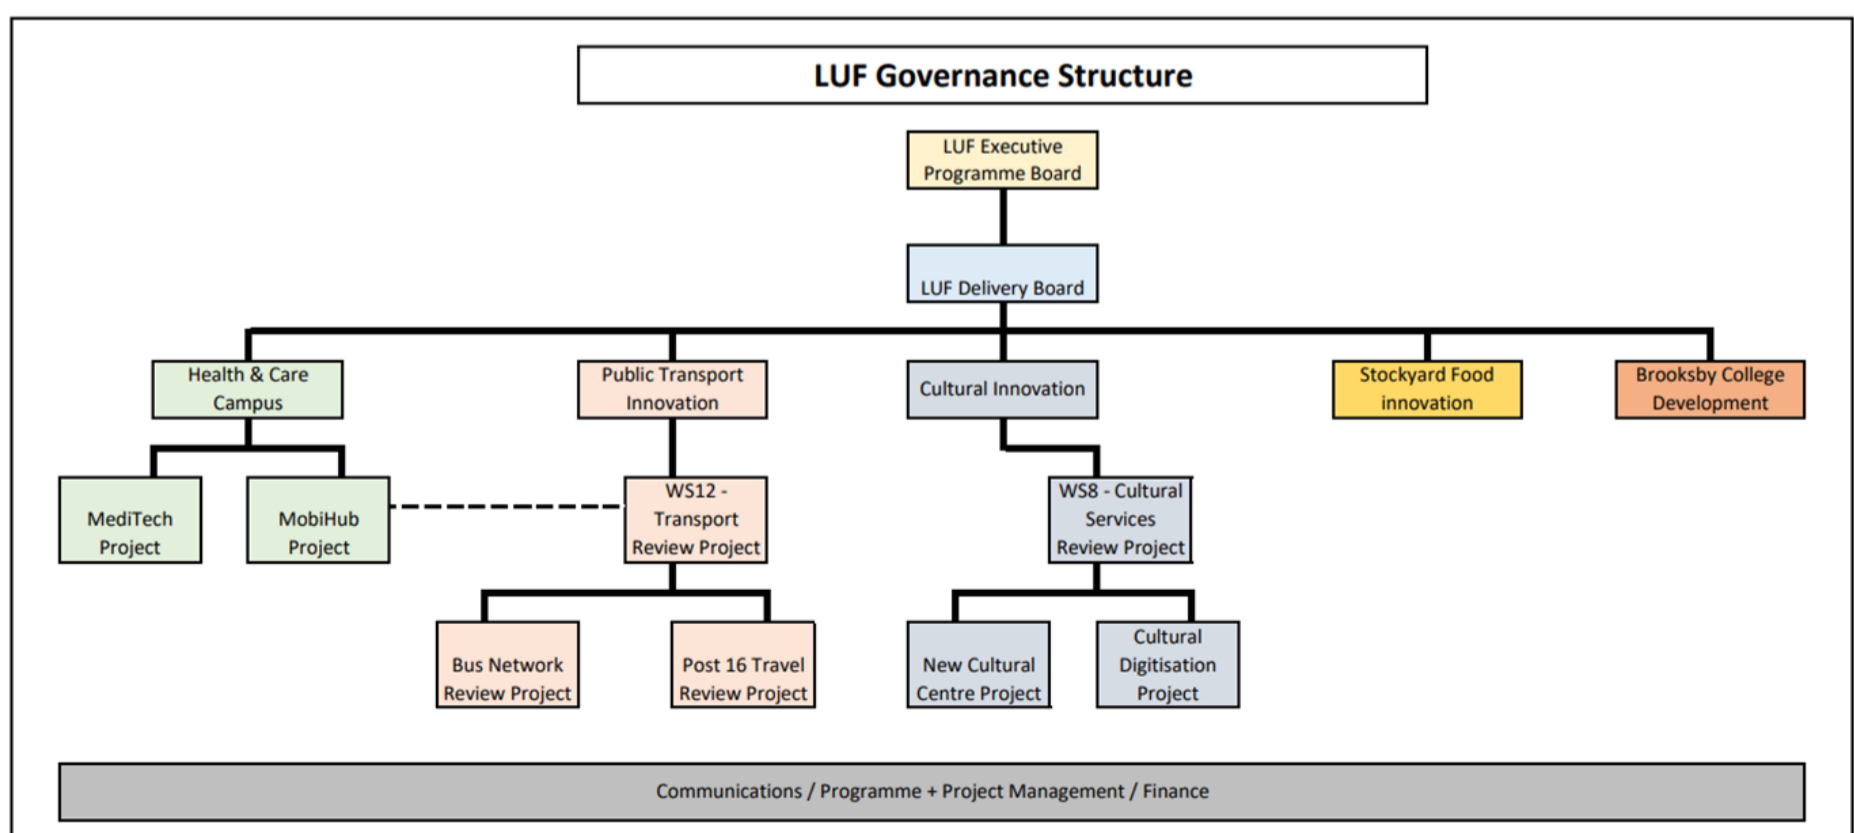 LUF Governance Structure
LUF Executive
Programme Board
LUF Delivery Board
Health & Care
Campus
Public Transport
Innovation
Cultural Innovation
Stockyard Food
innovation
Brooksby College
Development
MediTech
Project
MobiHub
Project
WS12 -
Transport
Review Project
WS8 - Cultural
Services
Review Project
Bus Network
Review Project
Post 16 Travel
Review Project
New Cultural
Centre Project
Cultural
Digitisation
Project
Communications / Programme + Project Management / Finance